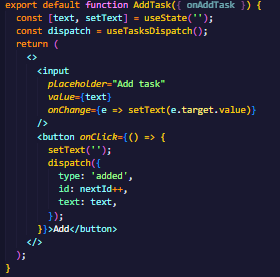 export default function AddTask({ onAddTask }) {
  const [text, setText] = useState('');
  const dispatch = useTasksDispatch();
  return (
    <>
      <input
        placeholder="Add task"
        value={text}
        onChange={e => setText(e.target.value)}
      />
      <button onClick={() => {
        setText('');
        dispatch({
          type: 'added',
          id: nextId++,
          text: text,
        });
      }}>Add</button>
    </>
  );
}